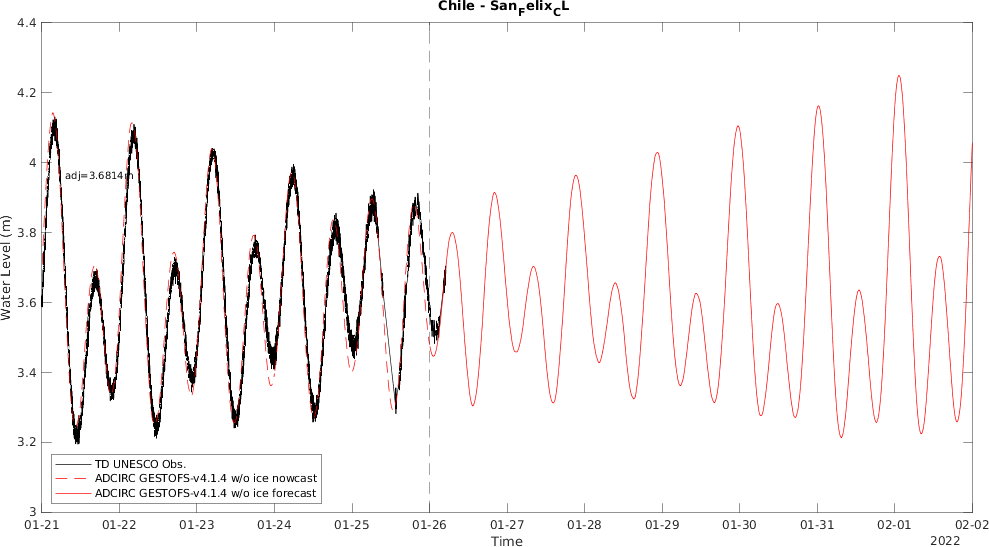 Chile - San_Felix_CL
4.4
4.2
4
3.8
3.6
3.4
3.2
3
Water Level (m)
adj=3.6814m
TD UNESCO Obs.
ADCIRC GESTOFS-v4.1.4 w/o ice nowcast
ADCIRC GESTOFS-v4.1.4 w/o ice forecast
01-21 01-22 01-23 01-24 01-25 01-26 01-27 01-28 01-29 01-30 01-31 02-01 02-02
Time
2022